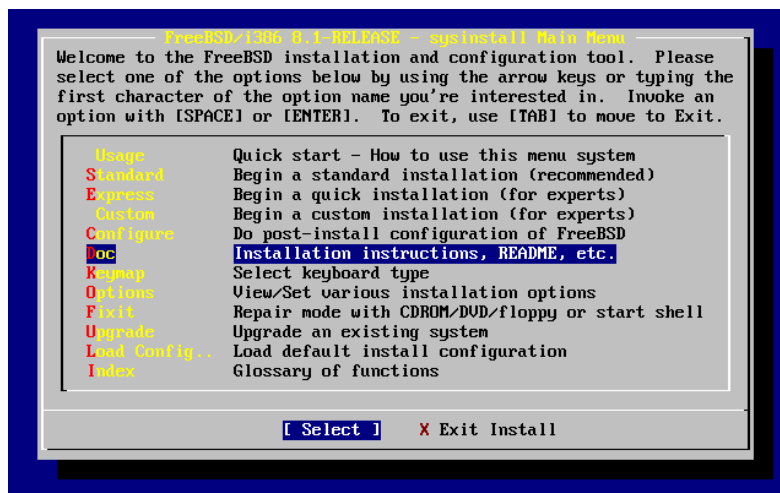 FreeBSD/i386 8.1-RELEASE - sysinstall Main Menu
Welcome to the FreeBSD installation and configuration tool.  Please
select one of the options below by using the arrow keys or typing the
first character of the option name you're interested in.  Invoke an
option with [SPACE] or [ENTER].  To exit, use [TAB] to move to Exit.
Usage Quick start - How to use this menu system
Standard Begin a standard installation (recommended)
Express Begin a quick installation (for experts)
Custom Begin a custom installation (for experts)
Configure Do post-install configuration of FreeBSD
Doc Installation instructions, README, etc.
Keymap Select keyboard type
Options View/Set various installation options
Fixit Repair mode with CDROM/DVD/floppy or start shell
Upgrade Upgrade an existing system
Load Config.. Load default install configuration
Index Glossary of functions
[ Select ] X Exit Install